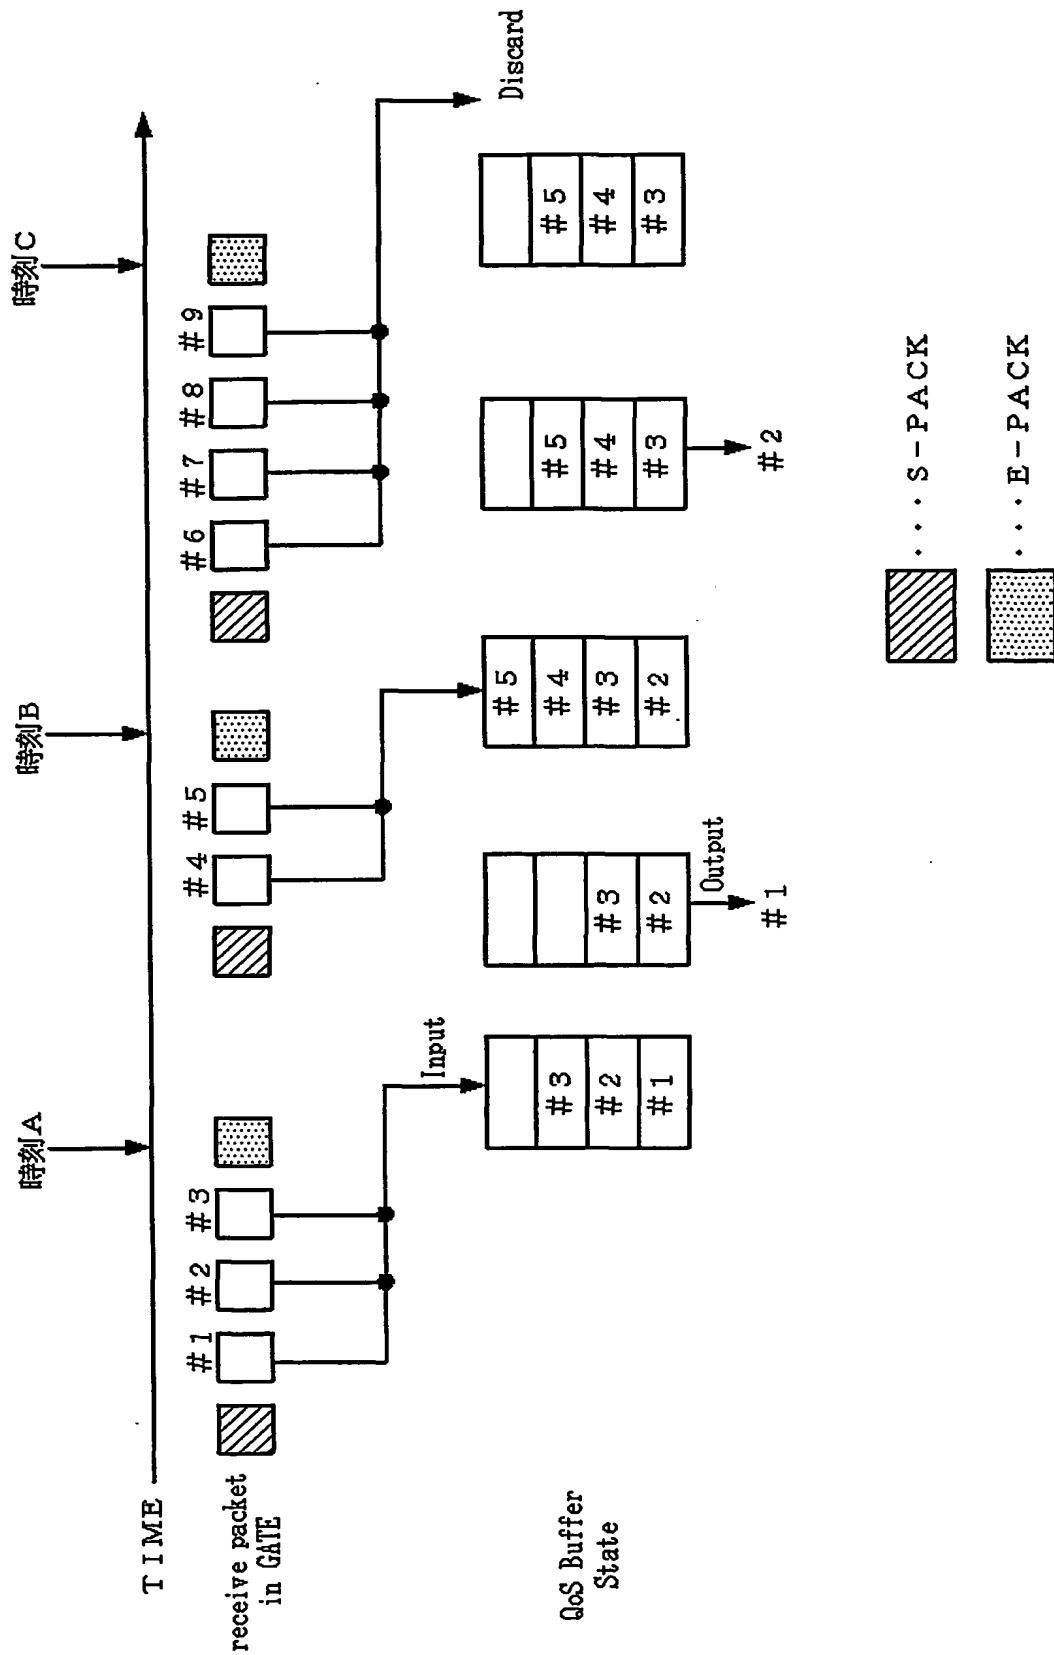 時刻A
時刻B
時刻C
TIME
receive packet
in GATE
#1
#2
#3
#4
#5
#6
#7
#8
#9
Input
Discard
QoS Buffer
State
#3
#2
#1
#3
#2
Output
#1
#5
#4
#3
#2
#5
#4
#3
#2
#5
#4
#3
...S-PACK
...E-PACK